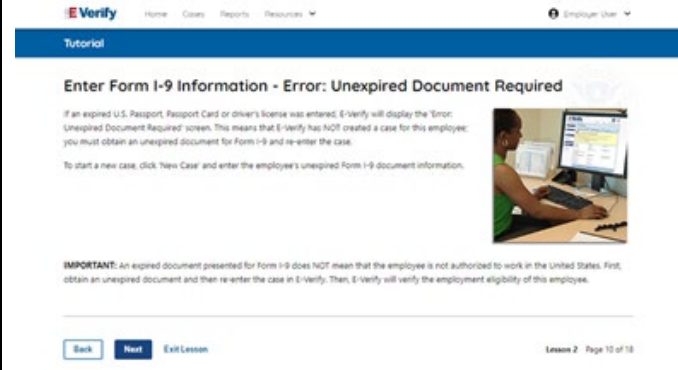 E-Verify Home Cases Reports Resources Employer User
Tutorial
Enter Form I-9 Information - Error: Unexpired Document Required
If an expired U.S. Passport, Passport Card or driver's license was entered, E-Verify will display the 'Error:
Unexpired Document Required' screen. This means that E-Verify has NOT created a case for this employee;
you must obtain an unexpired document for Form I-9 and re-enter the case.
To start a new case, click 'New Case' and enter the employee's unexpired Form I-9 document information.
IMPORTANT: An expired document presented for Form I-9 does NOT mean that the employee is not authorized to work in the United States. First,
obtain an unexpired document and then re-enter the case in E-Verify. Then, E-Verify will verify the employment eligibility of this employee.
Back Next Exit Lesson Lesson 2 Page 10 of 18